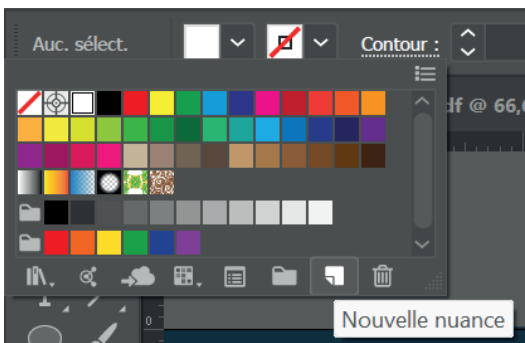 Auc. sélect.
Contour :
df @ 66,
0
Nouvelle nuance